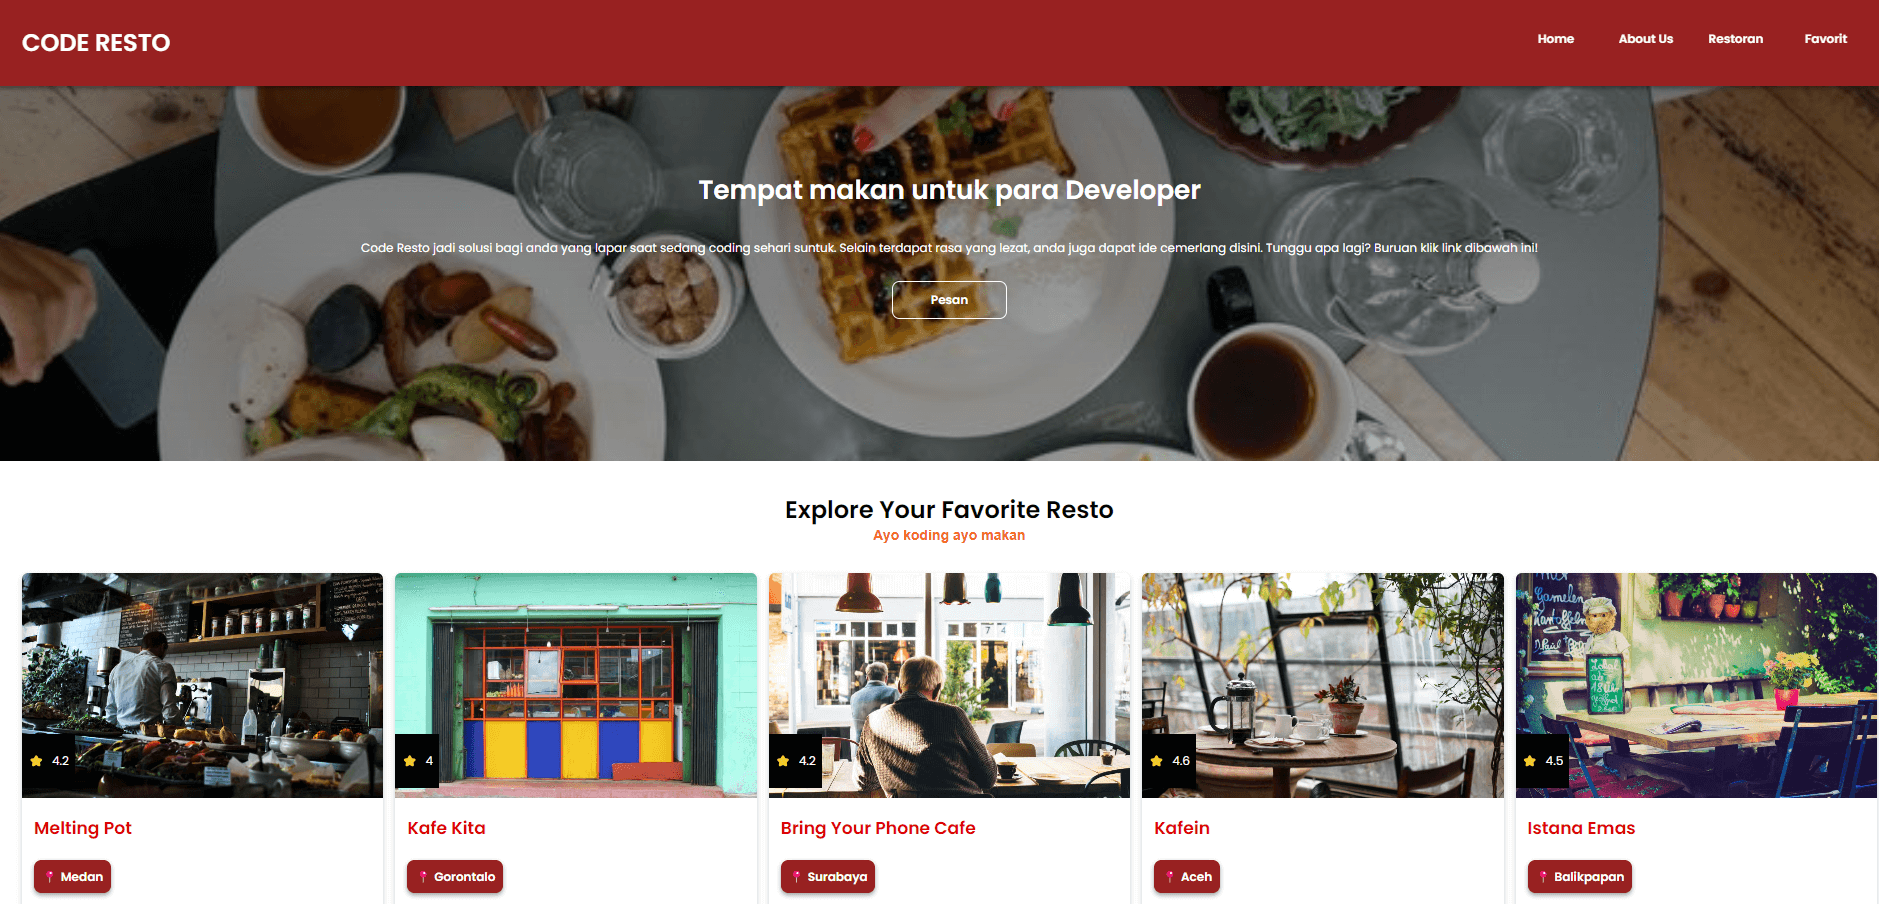 CODE RESTO
Home About Us Restoran Favorit
Tempat makan untuk para Developer
Code Resto jadi solusi bagi anda yang lapar saat sedang coding sehari suntuk. Selain terdapat rasa yang lezat, anda juga dapat ide cemerlang disini. Tunggu apa lagi? Buruan klik link dibawah ini!
Pesan
Explore Your Favorite Resto
Ayo koding ayo makan
4.2
4
4.2
4.6
4.5
Melting Pot
Kafe Kita
Bring Your Phone Cafe
Kafein
Istana Emas
Medan
Gorontalo
Surabaya
Aceh
Balikpapan